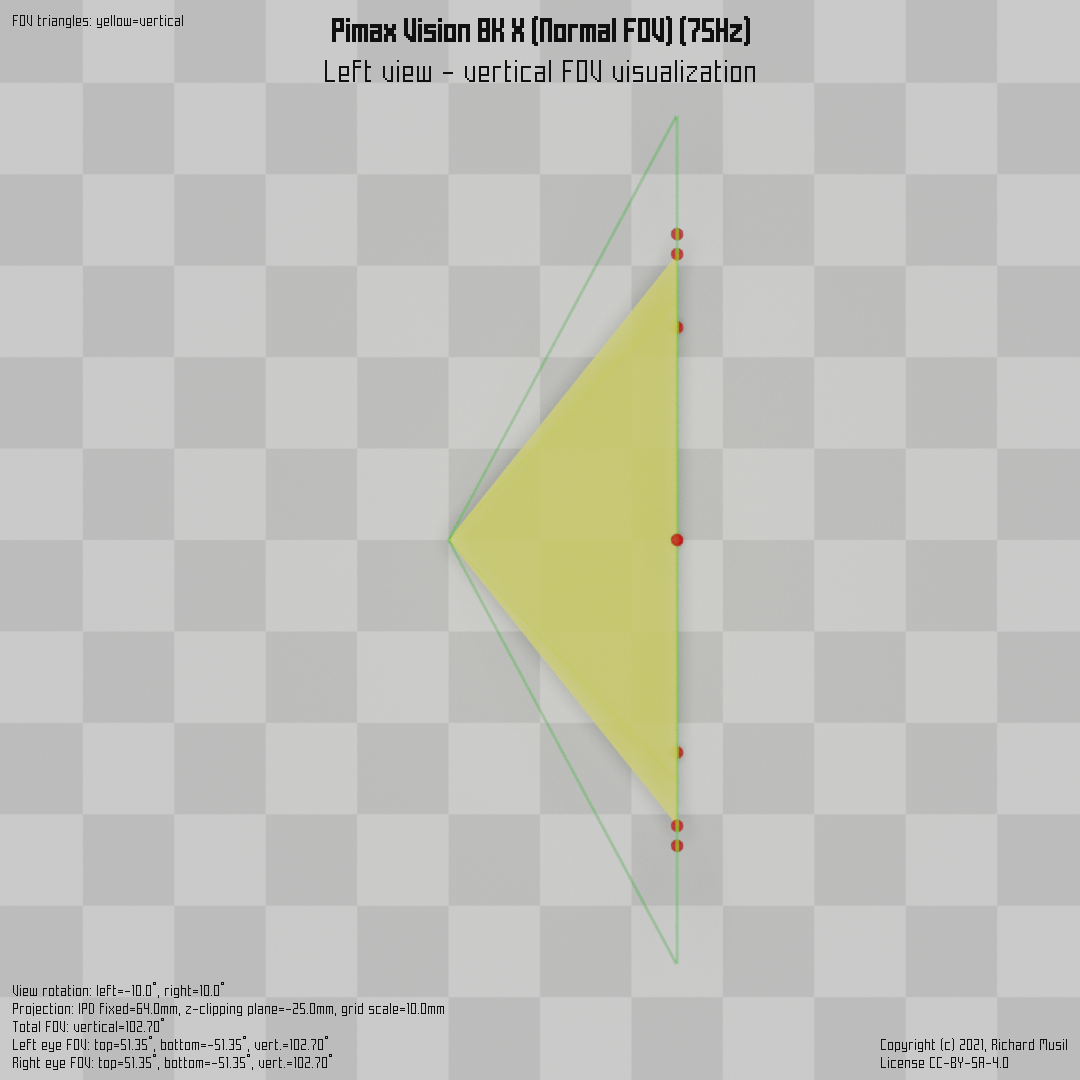 FOV triangles: yellow=vertical
Pimax Vision 8K X (Normal FOV) (75Hz)
Left view - vertical FOV visualization
View rotation: left=-10.0°, right=10.0°
Projection: IPD fixed=64.0mm, z-clipping plane=-25.0mm, grid scale=10.0mm
Total FOV: vertical=102.70°
Left eye FOV: top=51.35°, bottom=-51.35°, vert.=102.70°
Right eye FOV: top=51.35°, bottom=-51.35°, vert.=102.70°
Copyright (c) 2021, Richard Musil
License CC-BY-SA-4.0